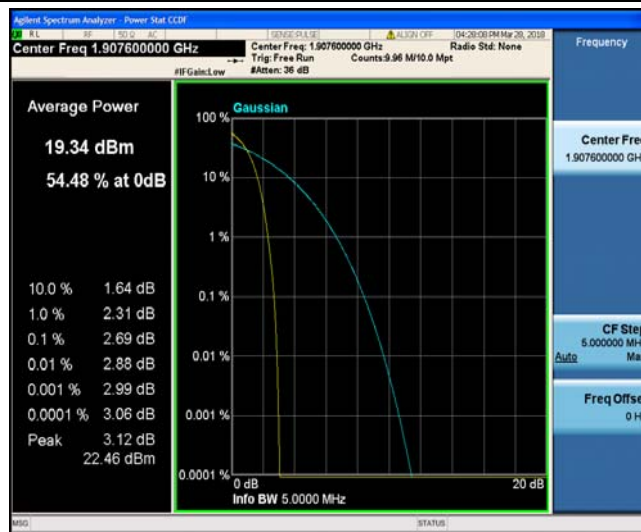 Agilent Spectrum Analyzer - Power Stat CCDF
RL RF 50 Ω AC SENSE:PULSE ALIGN OFF 04:28:08 PM Mar 28, 2018
Center Freq 1.907600000 GHz
Center Freq: 1.907600000 GHz Radio Std: None
Trig: Free Run Counts:9.96 M/10.0 Mpt
#IFGain:Low #Atten: 36 dB
Frequency
Average Power
19.34 dBm
54.48 % at 0dB
10.0 % 1.64 dB
1.0 % 2.31 dB
0.1 % 2.69 dB
0.01 % 2.88 dB
0.001 % 2.99 dB
0.0001 % 3.06 dB
Peak 3.12 dB
22.46 dBm
Gaussian
100 %
10 %
1 %
0.1 %
0.01 %
0.001 %
0.0001 %
0 dB 20 dB
Info BW 5.0000 MHz
Center Fre
1.907600000 GH
CF Ste
5.000000 MH
Auto Ma
Freq Offse
0 H
MSG STATUS